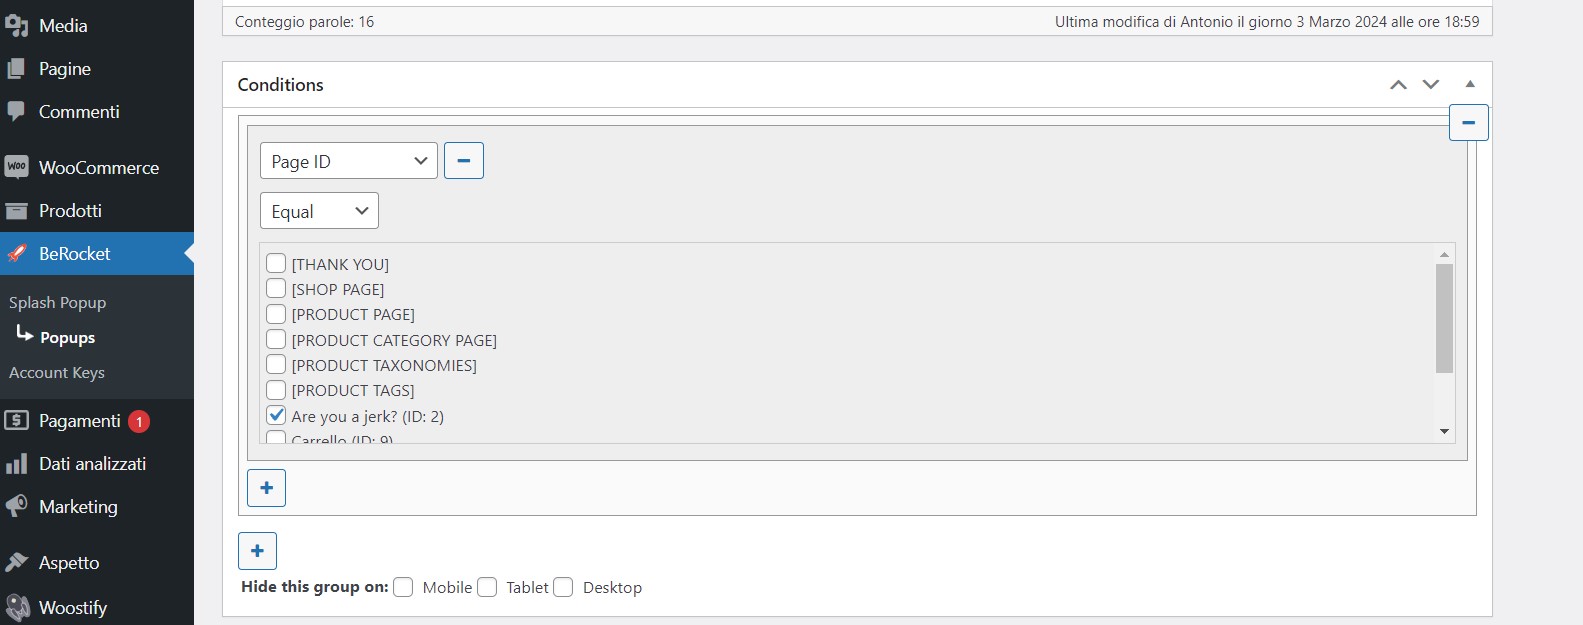 Media
Pagine
Commenti
WooCommerce
Prodotti
BeRocket
Splash Popup
Popups
Account Keys
Pagamenti 1
Dati analizzati
Marketing
Aspetto
Woostify
Conteggio parole: 16
Ultima modifica di Antonio il giorno 3 Marzo 2024 alle ore 18:59
Conditions
Page ID
Equal
[THANK YOU]
[SHOP PAGE]
[PRODUCT PAGE]
[PRODUCT CATEGORY PAGE]
[PRODUCT TAXONOMIES]
[PRODUCT TAGS]
Are you a jerk? (ID: 2)
Carrello (ID: 9)
Hide this group on: Mobile Tablet Desktop